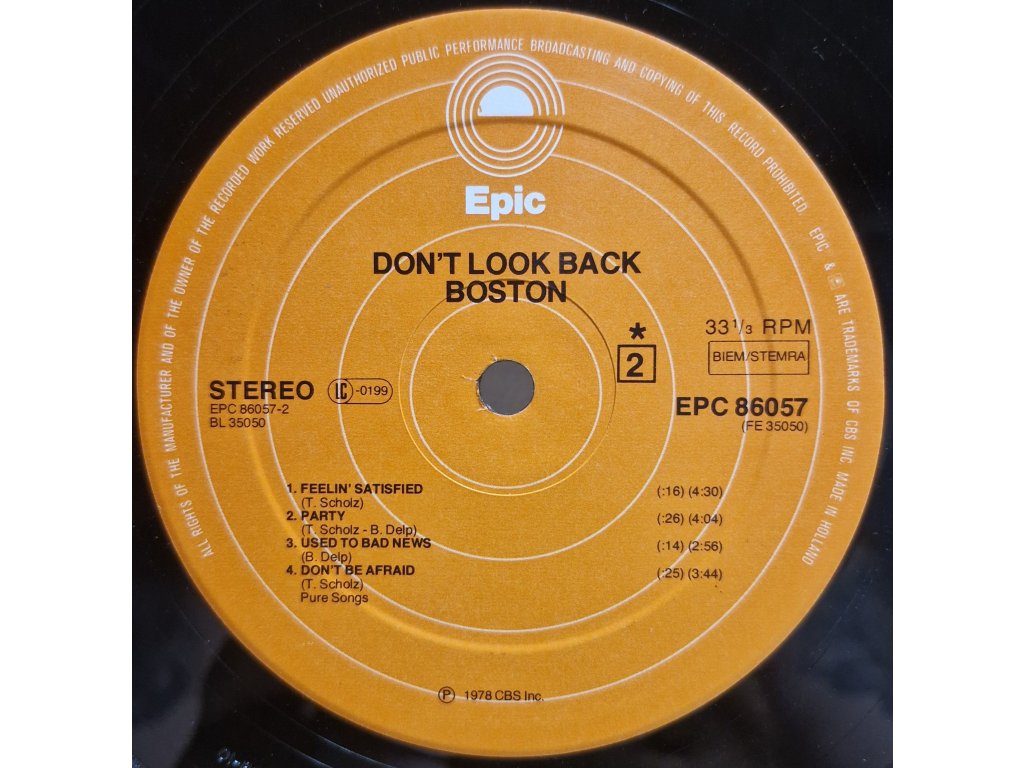 ALL RIGHTS OF THE MANUFACTURER AND OF THE OWNER OF THE RECORDED WORK RESERVED UNAUTHORIZED PUBLIC PERFORMANCE BROADCASTING AND COPYING OF THIS RECORD PROHIBITED. EPIC & ARE TRADEMARKS OF CBS INC MADE IN HOLLAND
Epic
DON'T LOOK BACK
BOSTON
33 1/3 RPM
*
2
BIEM/STEMRA
STEREO LC-0199
EPC 86057
EPC 86057-2
BL 35050
(FE 35050)
1. FEELIN' SATISFIED (:16) (4:30)
(T. Scholz)
2. PARTY (:26) (4:04)
(T. Scholz - B. Delp)
3. USED TO BAD NEWS (:14) (2:56)
(B. Delp)
4. DON'T BE AFRAID (:25) (3:44)
(T. Scholz)
Pure Songs
℗ 1978 CBS Inc.